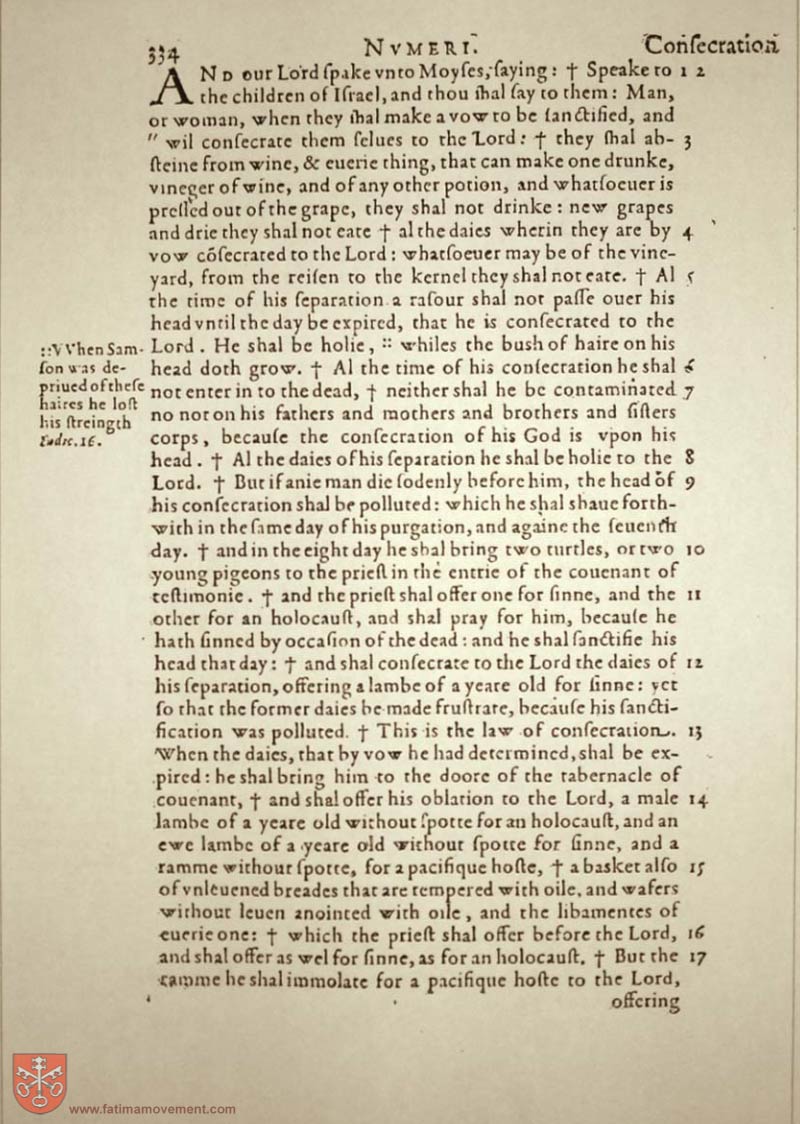 334 NVMERI. Conſecration
AND our Lord ſpake vnto Moyſes, ſaying: † Speake to 1 2
the children of Iſrael, and thou ſhal ſay to them: Man,
or woman, when they ſhal make a vow to be ſanctified, and
" wil conſecrate them ſelues to the Lord: † they ſhal ab- 3
ſteine from wine, & euerie thing, that can make one drunke,
vineger of wine, and of any other potion, and whatſoeuer is
preſſed out of the grape, they shal not drinke: new grapes
and drie they shal not eate † al the daies wherin they are by 4
vow cõſecrated to the Lord: whatſoeuer may be of the vine-
yard, from the reiſen to the kernel they shal not eate. † Al 5
the time of his ſeparation a raſour shal not paſſe ouer his
head vntil the day be expired, that he is conſecrated to the
Lord. He shal be holie, :: whiles the bush of haire on his
head doth grow. † Al the time of his conſecration he shal 6
not enter in to the dead, † neither shal he be contaminated 7
no not on his fathers and mothers and brothers and ſiſters
corps, becauſe the conſecration of his God is vpon his
head. † Al the daies of his ſeparation he shal be holie to the 8
Lord. † But if anie man die ſodenly before him, the head of 9
his conſecration shal be polluted: which he shal shaue forth-
with in the ſame day of his purgation, and againe the ſeuenth
day. † and in the eight day he shal bring two turtles, or two 10
young pigeons to the prieſt in the entrie of the couenant of
teſtimonie. † and the prieſt shal offer one for ſinne, and the 11
other for an holocauſt, and shal pray for him, becauſe he
hath ſinned by occaſion of the dead: and he shal ſanctifie his
head that day: † and shal conſecrate to the Lord the daies of 12
his ſeparation, offering a lambe of a yeare old for ſinne: yet
ſo that the former daies be made fruſtrate, becauſe his ſancti-
fication was polluted. † This is the law of conſecration. 13
When the daies, that by vow he had determined, shal be ex-
pired: he shal bring him to the doore of the tabernacle of
couenant, † and shal offer his oblation to the Lord, a male 14
lambe of a yeare old without ſpotte for an holocauſt, and an
ewe lambe of a yeare old without ſpotte for ſinne, and a
ramme without ſpotte, for a pacifique hoſte, † a basket alſo 15
of vnleuened breades that are tempered with oile, and wafers
without leuen anointed with oile, and the libamentes of
euerie one: † which the prieſt shal offer before the Lord, 16
and shal offer as wel for ſinne, as for an holocauſt. † But the 17
ramme he shal immolate for a pacifique hoſte to the Lord,
offering
::VVhen Sam-
ſon was de-
priued of theſe
haires he loſt
his ſtreingth
Iudic. 16.
www.fatimamovement.com